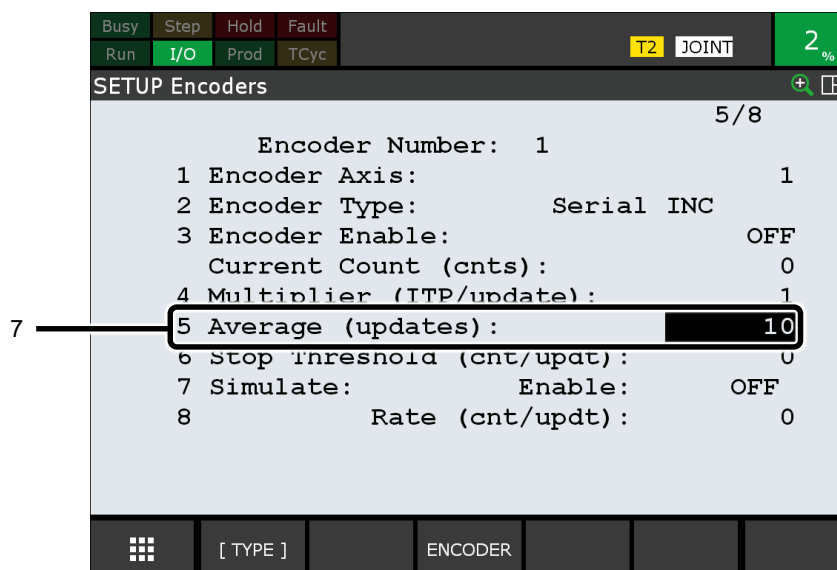 Busy Step Hold Fault
Run I/O Prod TCyc T2 JOINT 2 %
SETUP Encoders
5/8
Encoder Number: 1
1 Encoder Axis: 1
2 Encoder Type: Serial INC
3 Encoder Enable: OFF
Current Count (cnts): 0
4 Multiplier (ITP/update): 1
7 5 Average (updates): 10
6 Stop Threshold (cnt/updt): 0
7 Simulate: Enable: OFF
8 Rate (cnt/updt): 0
[ TYPE ] ENCODER